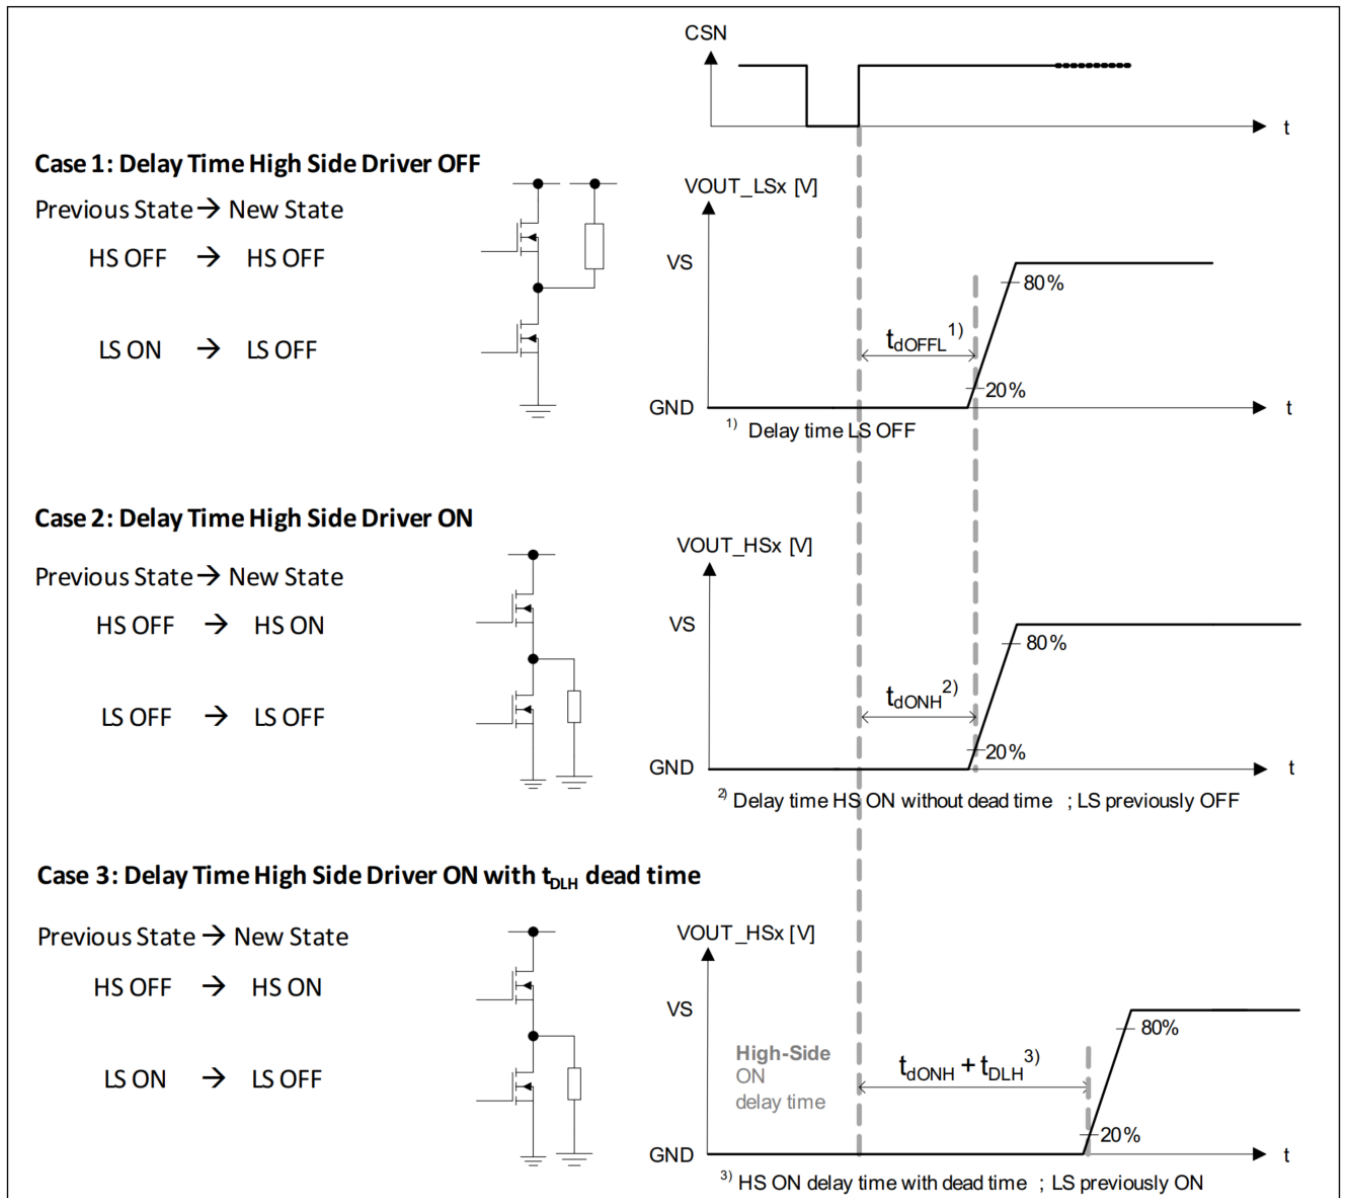 CSN
t
Case 1: Delay Time High Side Driver OFF
Previous State → New State
HS OFF → HS OFF
LS ON → LS OFF
VOUT_LSx [V]
VS
80%
tdOFFL 1)
20%
GND
t
1) Delay time LS OFF
Case 2: Delay Time High Side Driver ON
Previous State → New State
HS OFF → HS ON
LS OFF → LS OFF
VOUT_HSx [V]
VS
80%
tdONH 2)
20%
GND
t
2) Delay time HS ON without dead time ; LS previously OFF
Case 3: Delay Time High Side Driver ON with tDLH dead time
Previous State → New State
HS OFF → HS ON
LS ON → LS OFF
VOUT_HSx [V]
VS
80%
High-Side
ON
delay time
tdONH + tDLH 3)
20%
GND
t
3) HS ON delay time with dead time ; LS previously ON